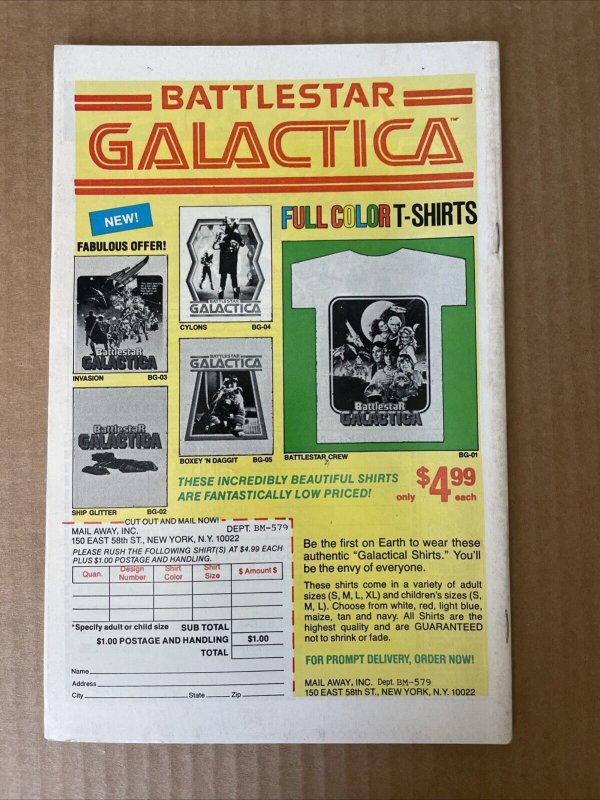 BATTLESTAR
GALACTICA™
NEW!
FABULOUS OFFER!
FULL COLOR T-SHIRTS
Battlestar
GALACTICA
INVASION BG-03
BATTLESTAR
GALACTICA
CYLONS BG-04
Battlestar
GALACTICA
SHIP GLITTER BG-02
BATTLESTAR
GALACTICA
BOXEY 'N DAGGIT BG-05
Battlestar
GALACTICA
BATTLESTAR CREW BG-01
THESE INCREDIBLY BEAUTIFUL SHIRTS
ARE FANTASTICALLY LOW PRICED!
only $4.99 each
CUT OUT AND MAIL NOW!
MAIL AWAY, INC. DEPT. BM-579
150 EAST 58th ST., NEW YORK, N.Y. 10022
PLEASE RUSH THE FOLLOWING SHIRT(S) AT $4.99 EACH
PLUS $1.00 POSTAGE AND HANDLING.
Quan. Design Number Shirt Color Shirt Size $ Amount $
*Specify adult or child size SUB TOTAL
$1.00 POSTAGE AND HANDLING $1.00
TOTAL
Name
Address
City State Zip
Be the first on Earth to wear these
authentic "Galactical Shirts." You'll
be the envy of everyone.
These shirts come in a variety of adult
sizes (S, M, L, XL) and children's sizes (S,
M, L). Choose from white, red, light blue,
maize, tan and navy. All Shirts are the
highest quality and are GUARANTEED
not to shrink or fade.
FOR PROMPT DELIVERY, ORDER NOW!
MAIL AWAY, INC. Dept. BM-579
150 EAST 58th ST., NEW YORK, N.Y. 10022